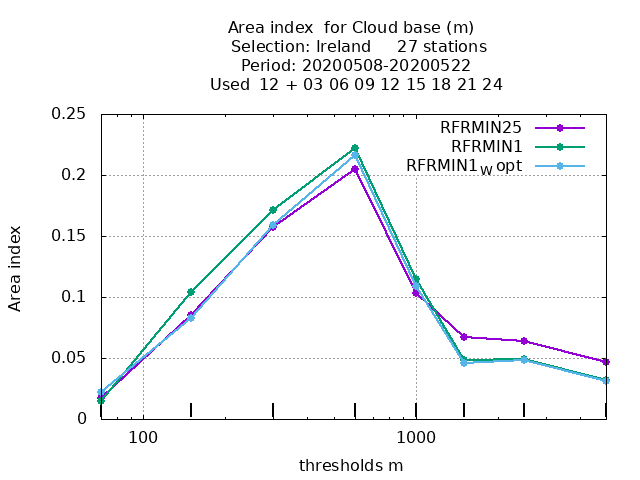 Area index  for Cloud base (m)
Selection: Ireland     27 stations
Period: 20200508-20200522
Used  12 + 03 06 09 12 15 18 21 24
0.25
0.2
0.15
0.1
0.05
0
Area index
RFRMIN25
RFRMIN1
RFRMIN1W opt
100
1000
thresholds m